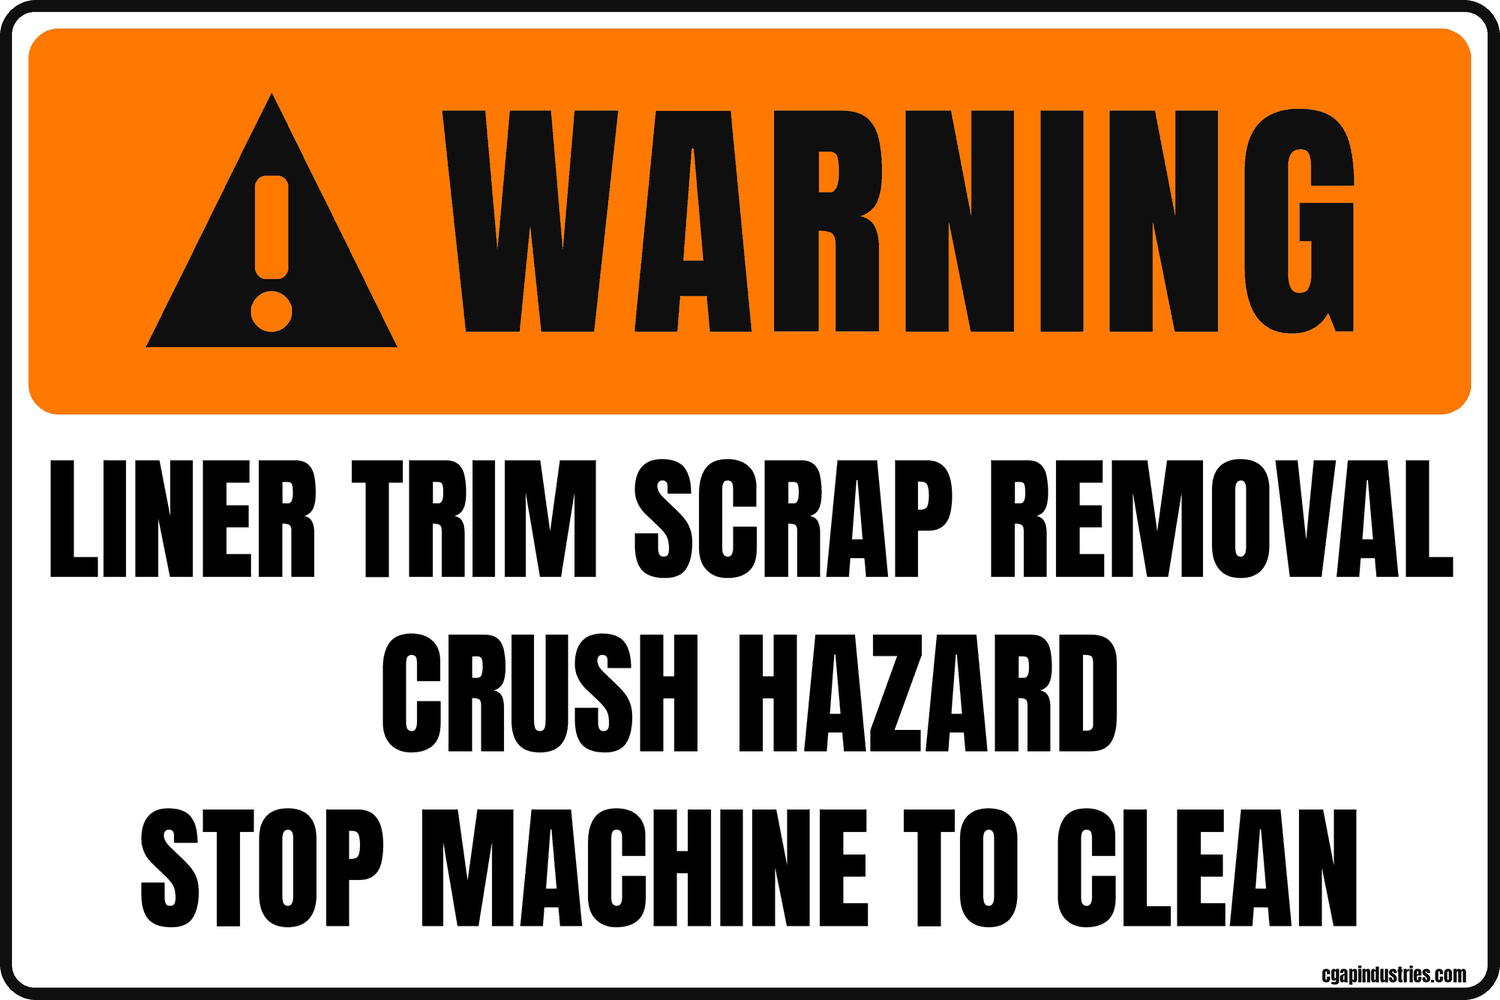 WARNING
LINER TRIM SCRAP REMOVAL
CRUSH HAZARD
STOP MACHINE TO CLEAN
cgapindustries.com